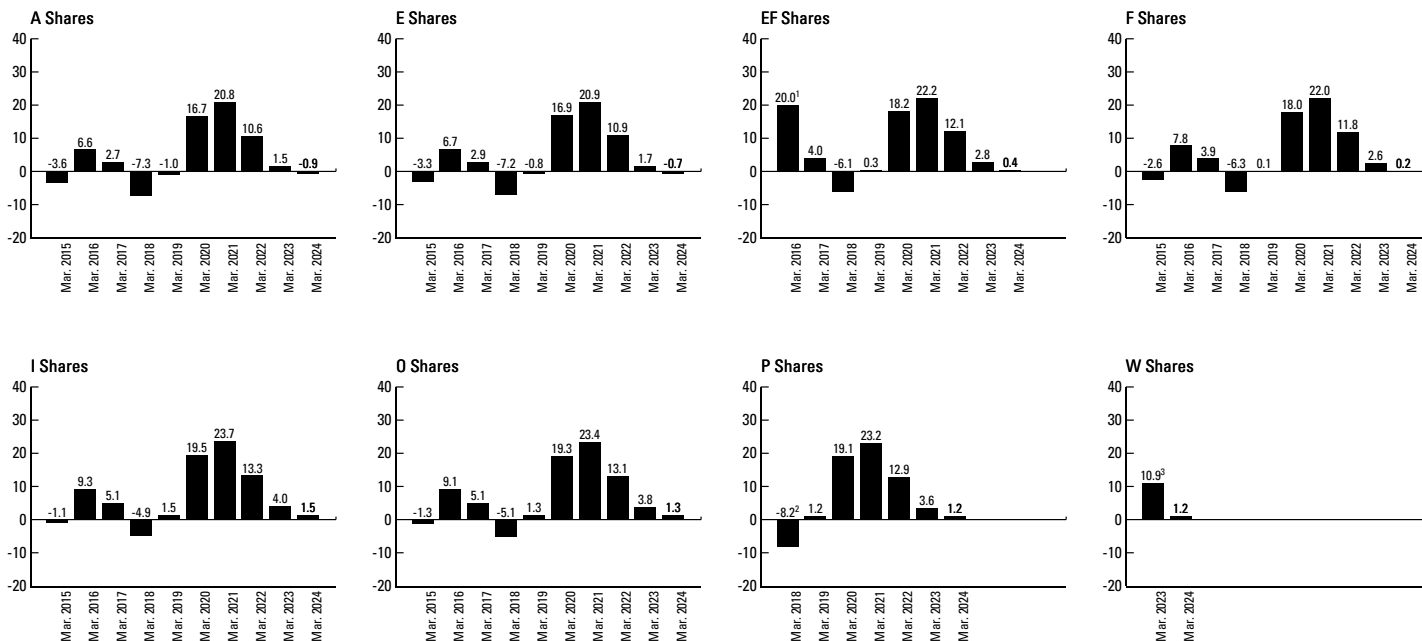 A Shares
40
30
20
10
0
-10
-20
-3.6
6.6
2.7
-7.3
-1.0
16.7
20.8
10.6
1.5
-0.9
Mar. 2015
Mar. 2016
Mar. 2017
Mar. 2018
Mar. 2019
Mar. 2020
Mar. 2021
Mar. 2022
Mar. 2023
Mar. 2024
E Shares
40
30
20
10
0
-10
-20
-3.3
6.7
2.9
-7.2
-0.8
16.9
20.9
10.9
1.7
-0.7
Mar. 2015
Mar. 2016
Mar. 2017
Mar. 2018
Mar. 2019
Mar. 2020
Mar. 2021
Mar. 2022
Mar. 2023
Mar. 2024
EF Shares
40
30
20
10
0
-10
-20
20.0¹
4.0
-6.1
0.3
18.2
22.2
12.1
2.8
0.4
Mar. 2016
Mar. 2017
Mar. 2018
Mar. 2019
Mar. 2020
Mar. 2021
Mar. 2022
Mar. 2023
Mar. 2024
F Shares
40
30
20
10
0
-10
-20
-2.6
7.8
3.9
-6.3
0.1
18.0
22.0
11.8
2.6
0.2
Mar. 2015
Mar. 2016
Mar. 2017
Mar. 2018
Mar. 2019
Mar. 2020
Mar. 2021
Mar. 2022
Mar. 2023
Mar. 2024
I Shares
40
30
20
10
0
-10
-20
-1.1
9.3
5.1
-4.9
1.5
19.5
23.7
13.3
4.0
1.5
Mar. 2015
Mar. 2016
Mar. 2017
Mar. 2018
Mar. 2019
Mar. 2020
Mar. 2021
Mar. 2022
Mar. 2023
Mar. 2024
O Shares
40
30
20
10
0
-10
-20
-1.3
9.1
5.1
-5.1
1.3
19.3
23.4
13.1
3.8
1.3
Mar. 2015
Mar. 2016
Mar. 2017
Mar. 2018
Mar. 2019
Mar. 2020
Mar. 2021
Mar. 2022
Mar. 2023
Mar. 2024
P Shares
40
30
20
10
0
-10
-20
-8.2²
1.2
19.1
23.2
12.9
3.6
1.2
Mar. 2018
Mar. 2019
Mar. 2020
Mar. 2021
Mar. 2022
Mar. 2023
Mar. 2024
W Shares
40
30
20
10
0
-10
-20
10.9³
1.2
Mar. 2023
Mar. 2024